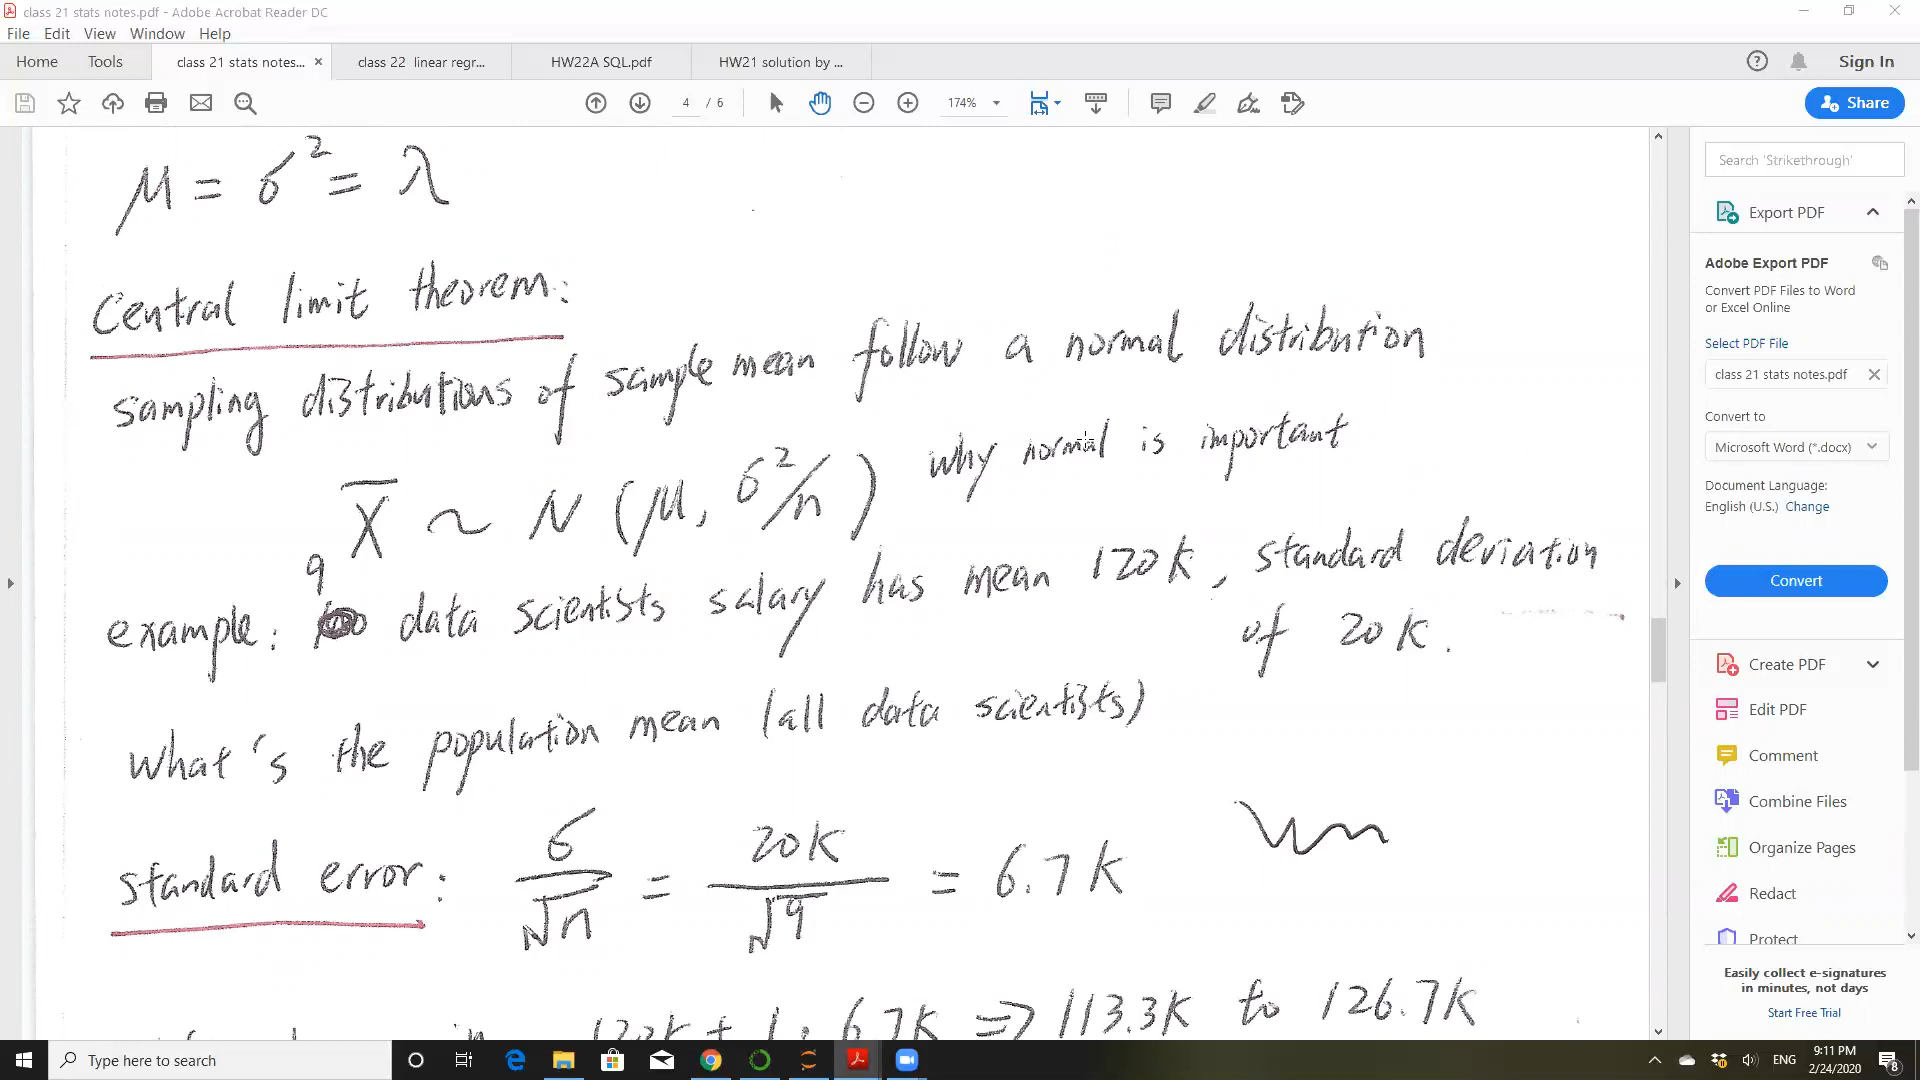 class 21 stats notes.pdf - Adobe Acrobat Reader DC
File Edit View Window Help
Home Tools class 21 stats notes... × class 22 linear regr... HW22A SQL.pdf HW21 solution by ... Sign In
4 / 6 174% Share
μ = σ² = λ
Central limit theorem:
sampling distributions of sample mean follow a normal distribution
X̄ ~ N (μ, σ²/n) why normal is important
9
example: data scientists salary has mean 120K, standard deviation
of 20K.
What's the population mean (all data scientists)
standard error: σ/√n = 20K/√9 = 6.7K
120K ± 1. 6.7K => 113.3K to 126.7K
Search 'Strikethrough'
Export PDF
Adobe Export PDF
Convert PDF Files to Word
or Excel Online
Select PDF File
class 21 stats notes.pdf
Convert to
Microsoft Word (*.docx)
Document Language:
English (U.S.) Change
Convert
Create PDF
Edit PDF
Comment
Combine Files
Organize Pages
Redact
Protect
Easily collect e-signatures
in minutes, not days
Start Free Trial
Type here to search
ENG
9:11 PM
2/24/2020
8